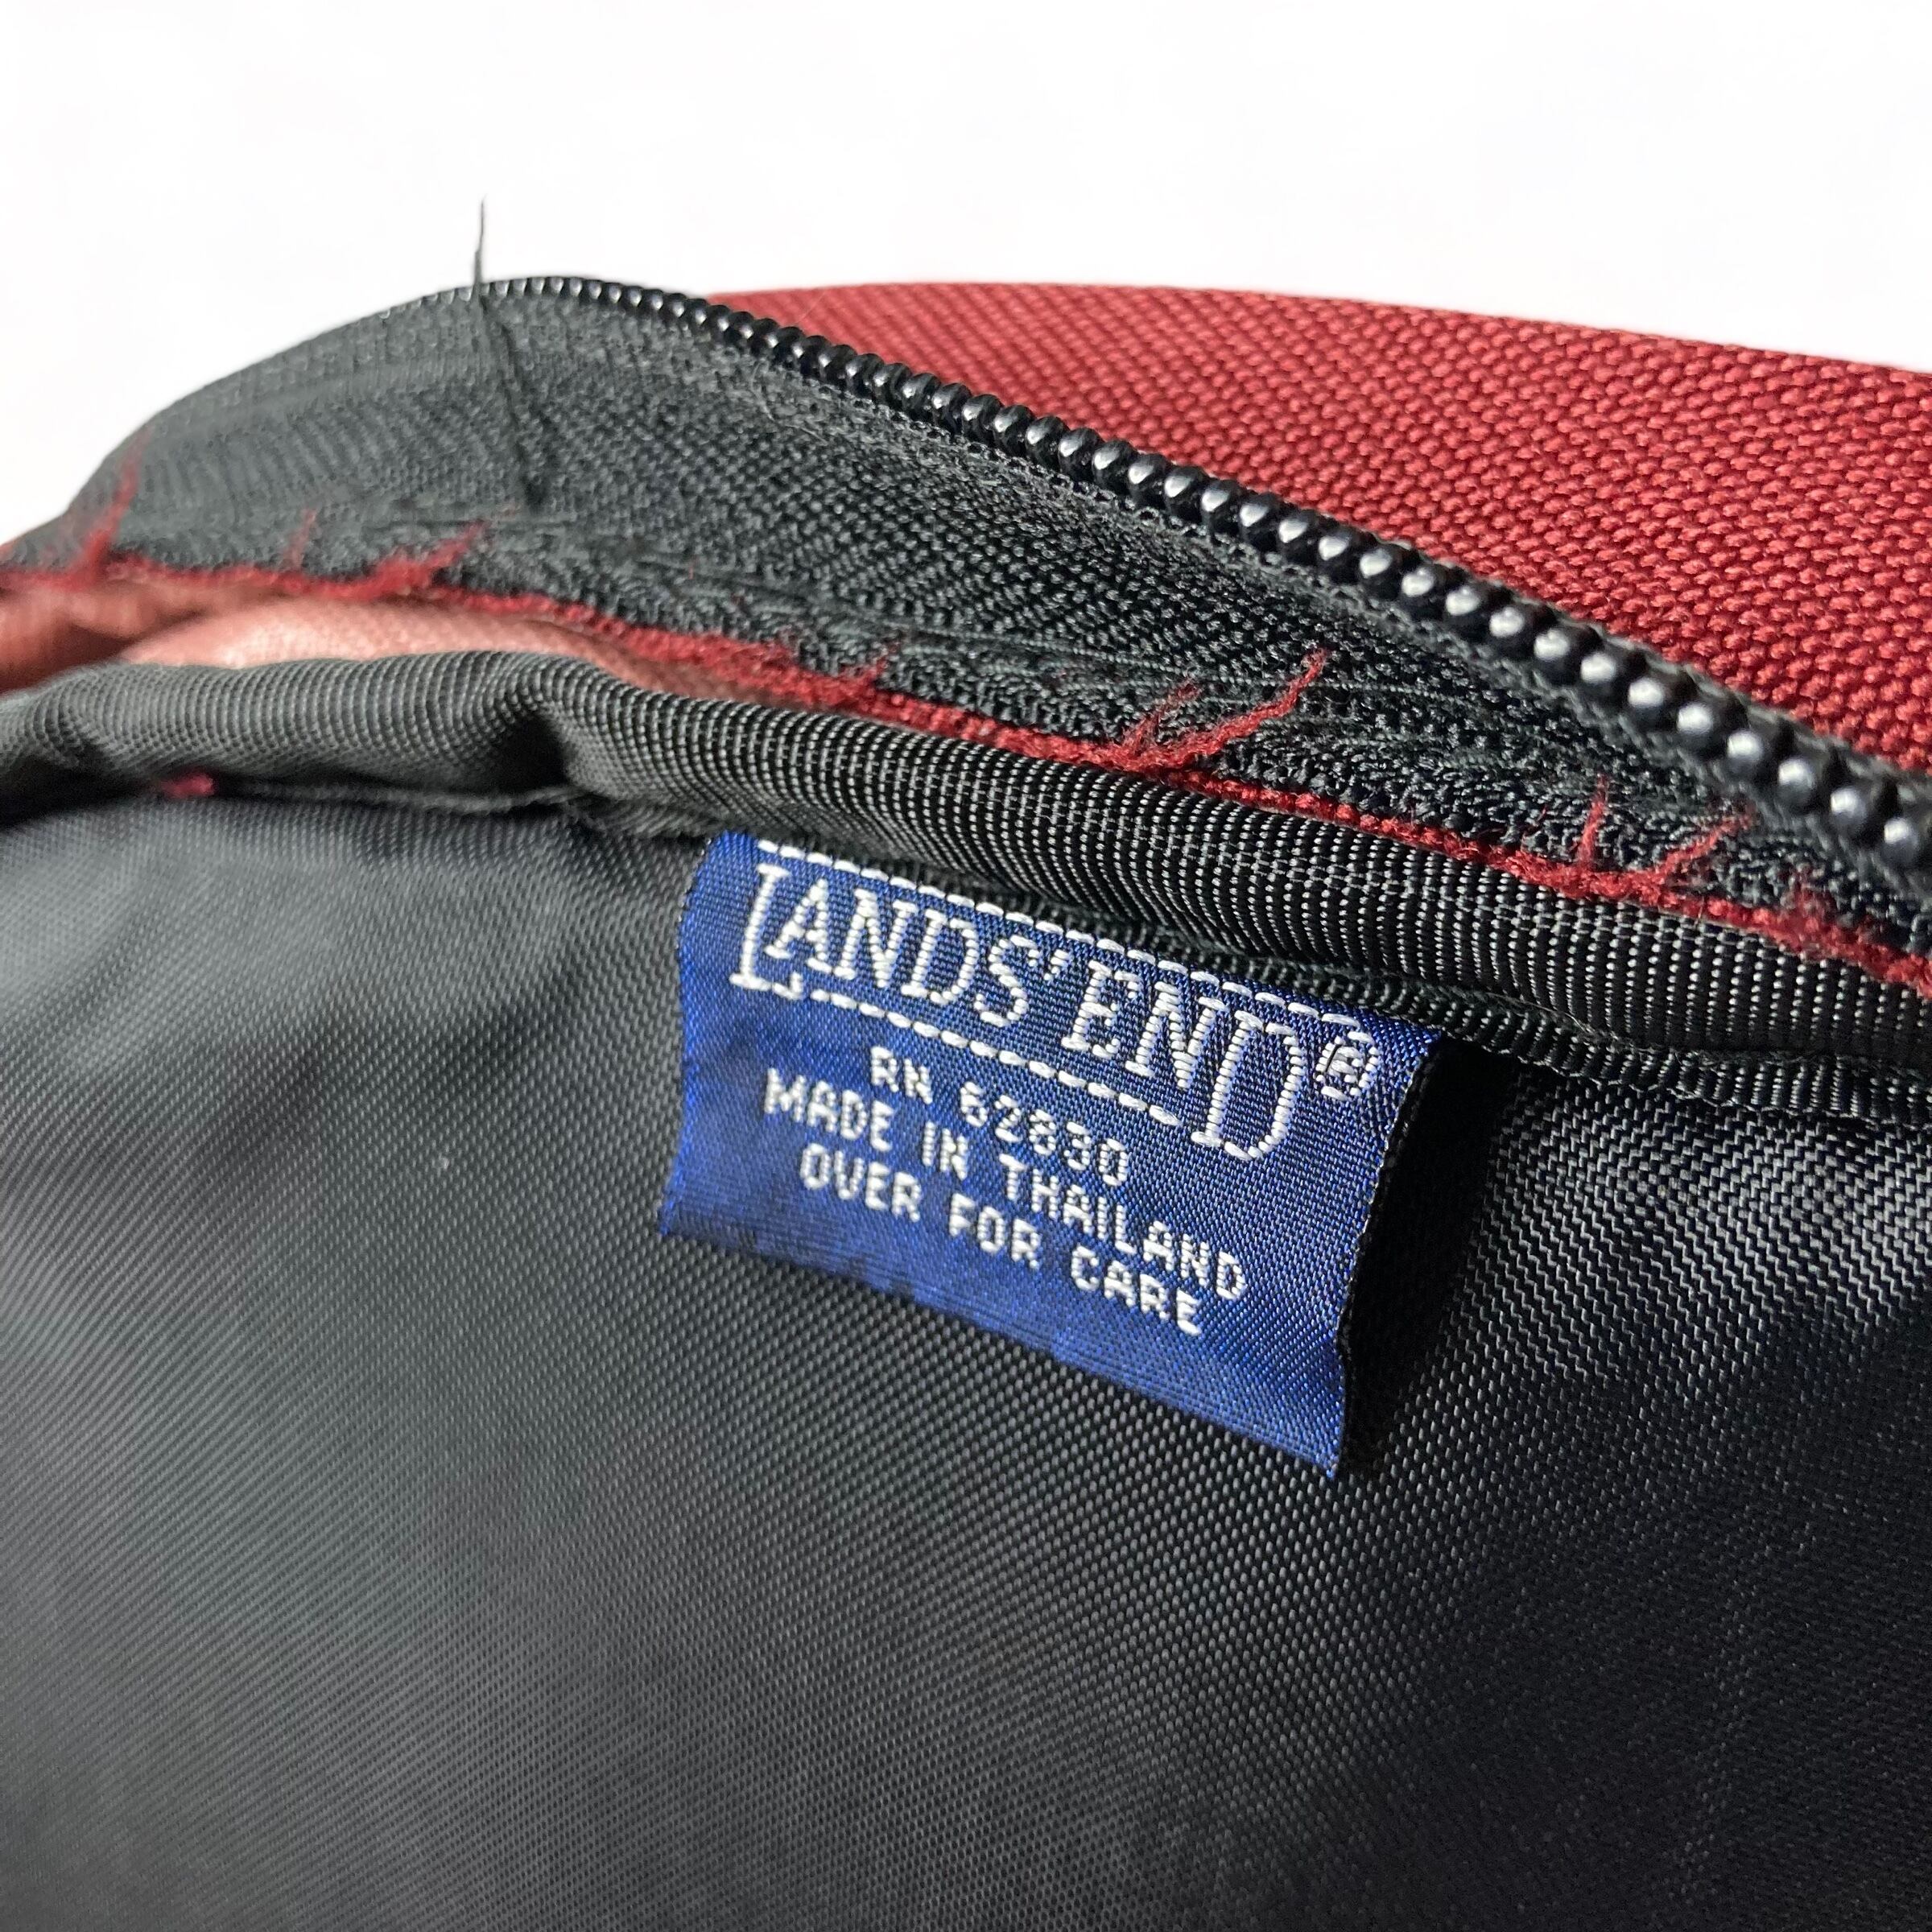 LANDS' END®
RN 62830
MADE IN THAILAND
OVER FOR CARE